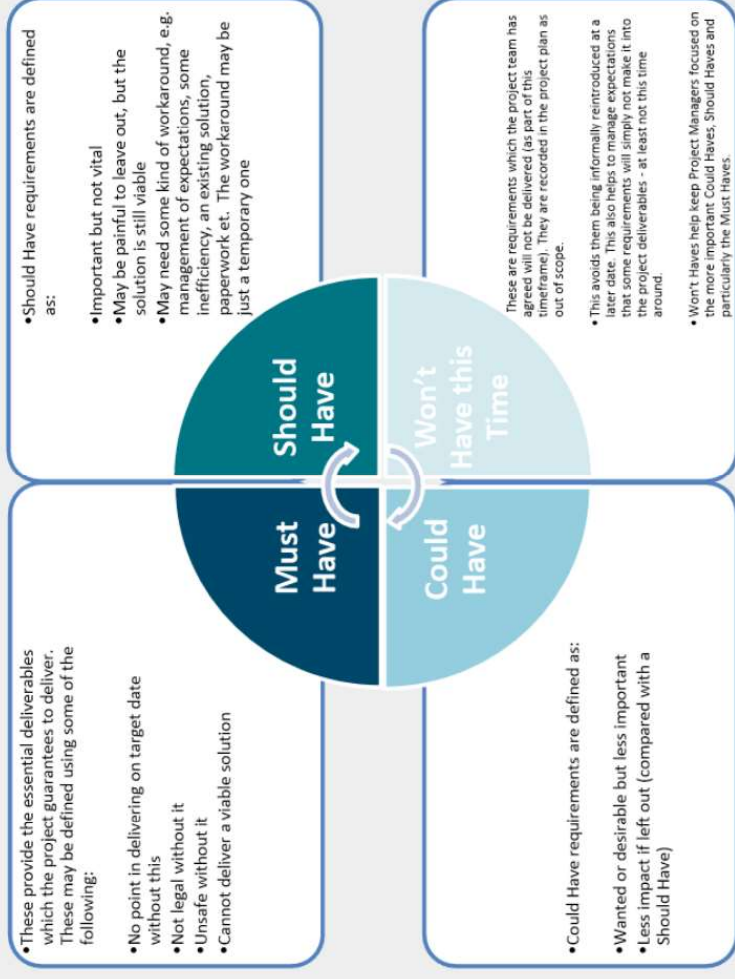 •These provide the essential deliverables
which the project guarantees to deliver.
These may be defined using some of the
following:
•No point in delivering on target date
without this
•Not legal without it
•Unsafe without it
•Cannot deliver a viable solution
•Should Have requirements are defined
as:
•Important but not vital
•May be painful to leave out, but the
solution is still viable
•May need some kind of workaround, e.g.
management of expectations, some
inefficiency, an existing solution,
paperwork et. The workaround may be
just a temporary one
Must
Have
Should
Have
Could
Have
Won't
Have this
Time
•Could Have requirements are defined as:
•Wanted or desirable but less important
•Less impact if left out (compared with a
Should Have)
These are requirements which the project team has
agreed will not be delivered (as part of this
timeframe). They are recorded in the project plan as
out of scope.
• This avoids them being informally reintroduced at a
later date. This also helps to manage expectations
that some requirements will simply not make it into
the project deliverables - at least not this time
around.
• Won't Haves help keep Project Managers focused on
the more important Could Haves, Should Haves and
particularly the Must Haves.